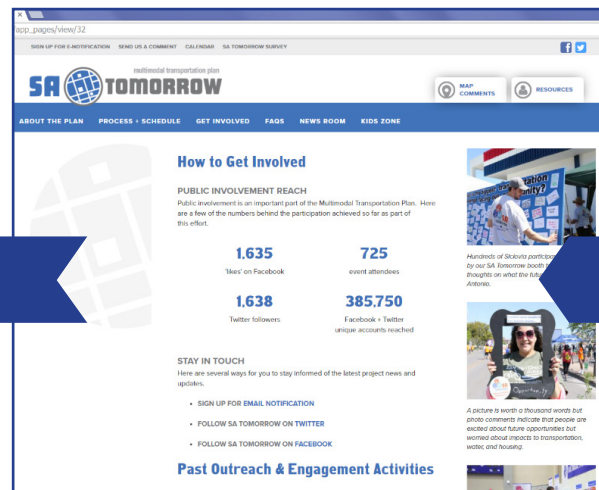 app_pages/view/32
SIGN UP FOR E-NOTIFICATION SEND US A COMMENT CALENDAR SA TOMORROW SURVEY
multimodal transportation plan
SA TOMORROW
MAP
COMMENTS
RESOURCES
ABOUT THE PLAN PROCESS + SCHEDULE GET INVOLVED FAQS NEWS ROOM KIDS ZONE
How to Get Involved
PUBLIC INVOLVEMENT REACH
Public involvement is an important part of the Multimodal Transportation Plan. Here
are a few of the numbers behind the participation achieved so far as part of
this effort.
1,635
'likes' on Facebook
725
event attendees
1,638
Twitter followers
385,750
Facebook + Twitter
unique accounts reached
STAY IN TOUCH
Here are several ways for you to stay informed of the latest project news and
updates.
• SIGN UP FOR EMAIL NOTIFICATION
• FOLLOW SA TOMORROW ON TWITTER
• FOLLOW SA TOMORROW ON FACEBOOK
Past Outreach & Engagement Activities
Hundreds of Siclovia
by our SA Tomorrow booth
thoughts on what the
Antonio.
A picture is worth a thousand words but
photo comments indicate that people are
excited about future opportunities but
worried about impacts to transportation,
water, and housing.